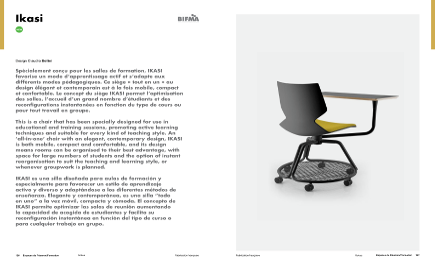 Ikasi
BIFMA
Design Claudio Bellini
Spécialement conçu pour les salles de formation, IKASI
favorise un mode d'apprentissage actif et s'adapte aux
différents modes pédagogiques. Ce siège « tout en un » au
design élégant et contemporain est à la fois mobile, compact
et confortable. Le concept du siège IKASI permet l'optimisation
des salles, l'accueil d'un grand nombre d'étudiants et des
reconfigurations instantanées en fonction du type de cours ou
pour tout travail en groupe.
This is a chair that has been specially designed for use in
educational and training sessions, promoting active learning
techniques and suitable for every kind of teaching style. An
'all-in-one' chair with an elegant, contemporary design, IKASI
is both mobile, compact and comfortable, and its design
means rooms can be organised to their best advantage, with
space for large numbers of students and the option of instant
reorganisation to suit the teaching and learning style, or
whenever groupwork is planned.
IKASI es una silla diseñada para aulas de formación y
especialmente para favorecer un estilo de aprendizaje
activo y diverso y adaptándose a los diferentes métodos de
enseñanza. Elegante y contemporánea, es una silla "todo
en uno" a la vez móvil, compacta y cómoda. El concepto de
IKASI permite optimizar las salas de reunión aumentando
la capacidad de acogida de estudiantes y facilita su
reconfiguración instantánea en función del tipo de curso o
para cualquier trabajo en grupo.